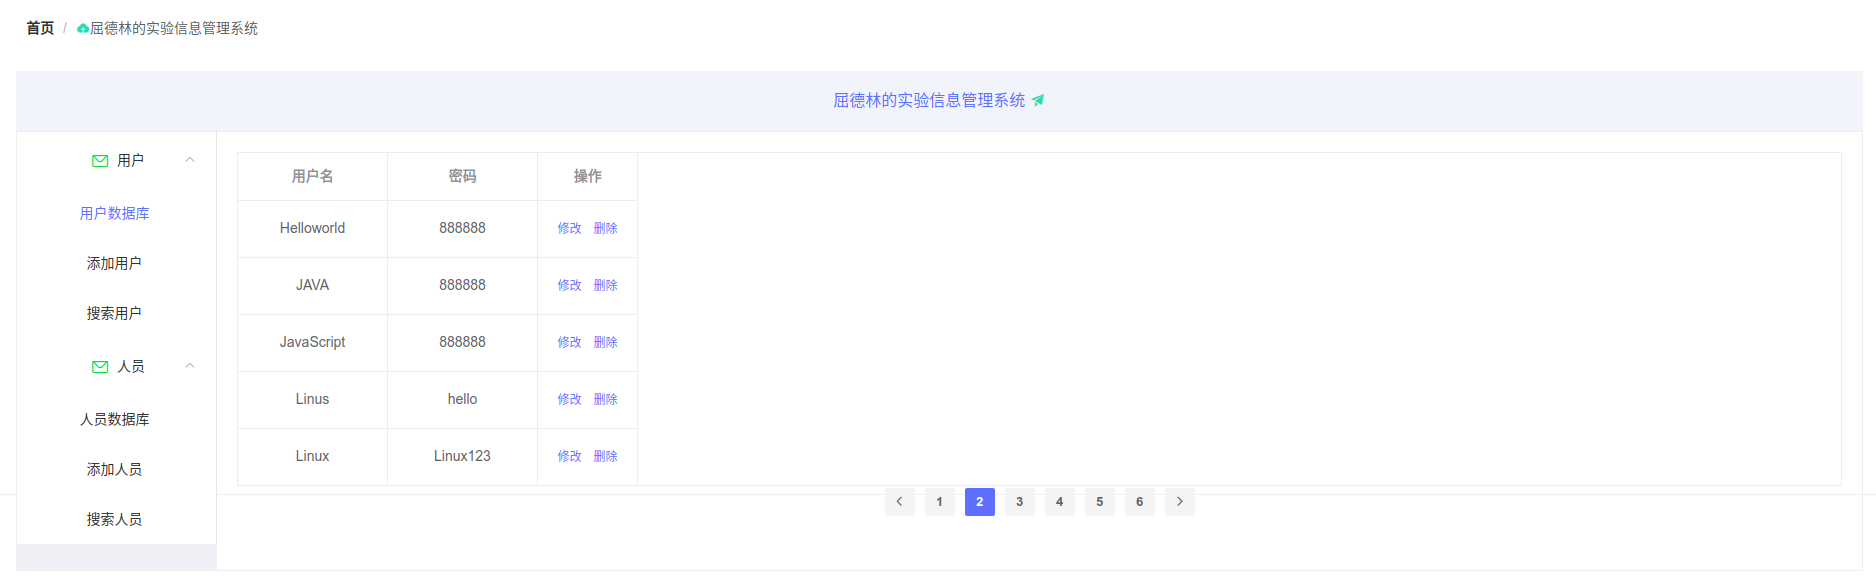 首页 / 屈德林的实验信息管理系统
屈德林的实验信息管理系统
用户
用户数据库
添加用户
搜索用户
人员
人员数据库
添加人员
搜索人员
用户名 密码 操作
Helloworld 888888 修改 删除
JAVA 888888 修改 删除
JavaScript 888888 修改 删除
Linus hello 修改 删除
Linux Linux123 修改 删除
1 2 3 4 5 6